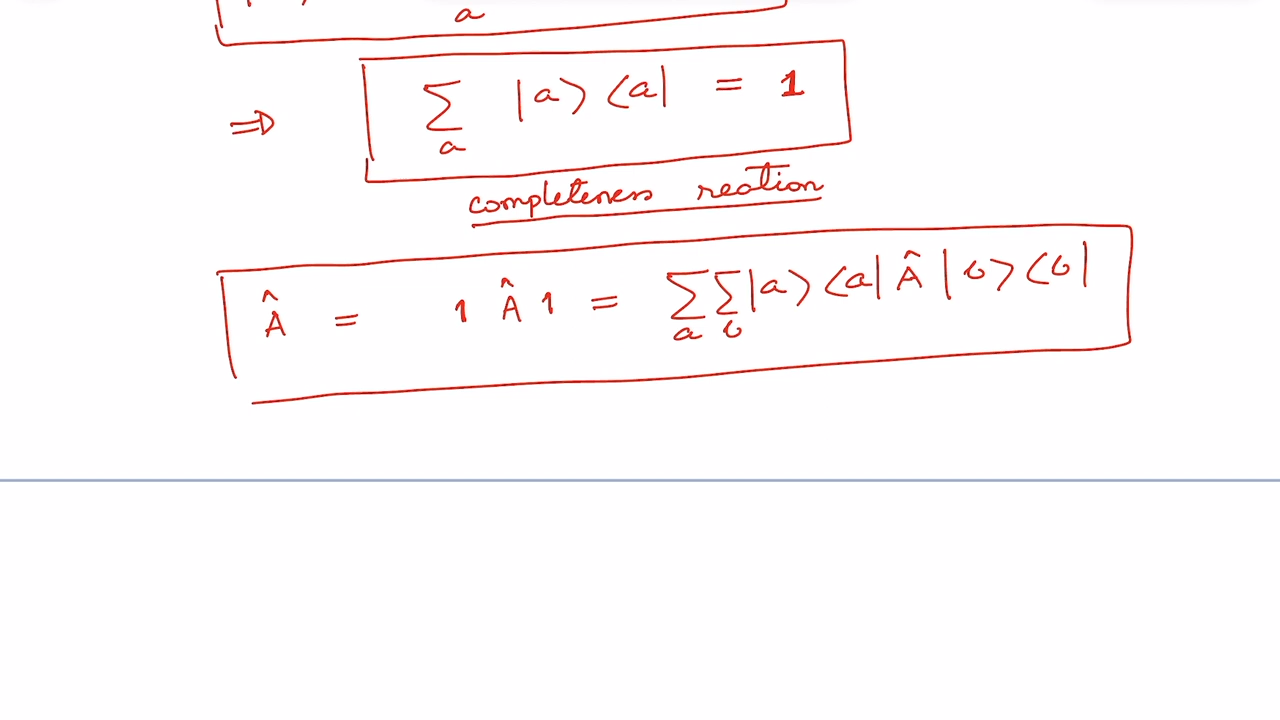 a
⇒ ∑ |a⟩ ⟨a| = 1
a
completeness reation
Â = 1 Â 1 = ∑ ∑ |a⟩ ⟨a| Â |b⟩ ⟨b|
a b